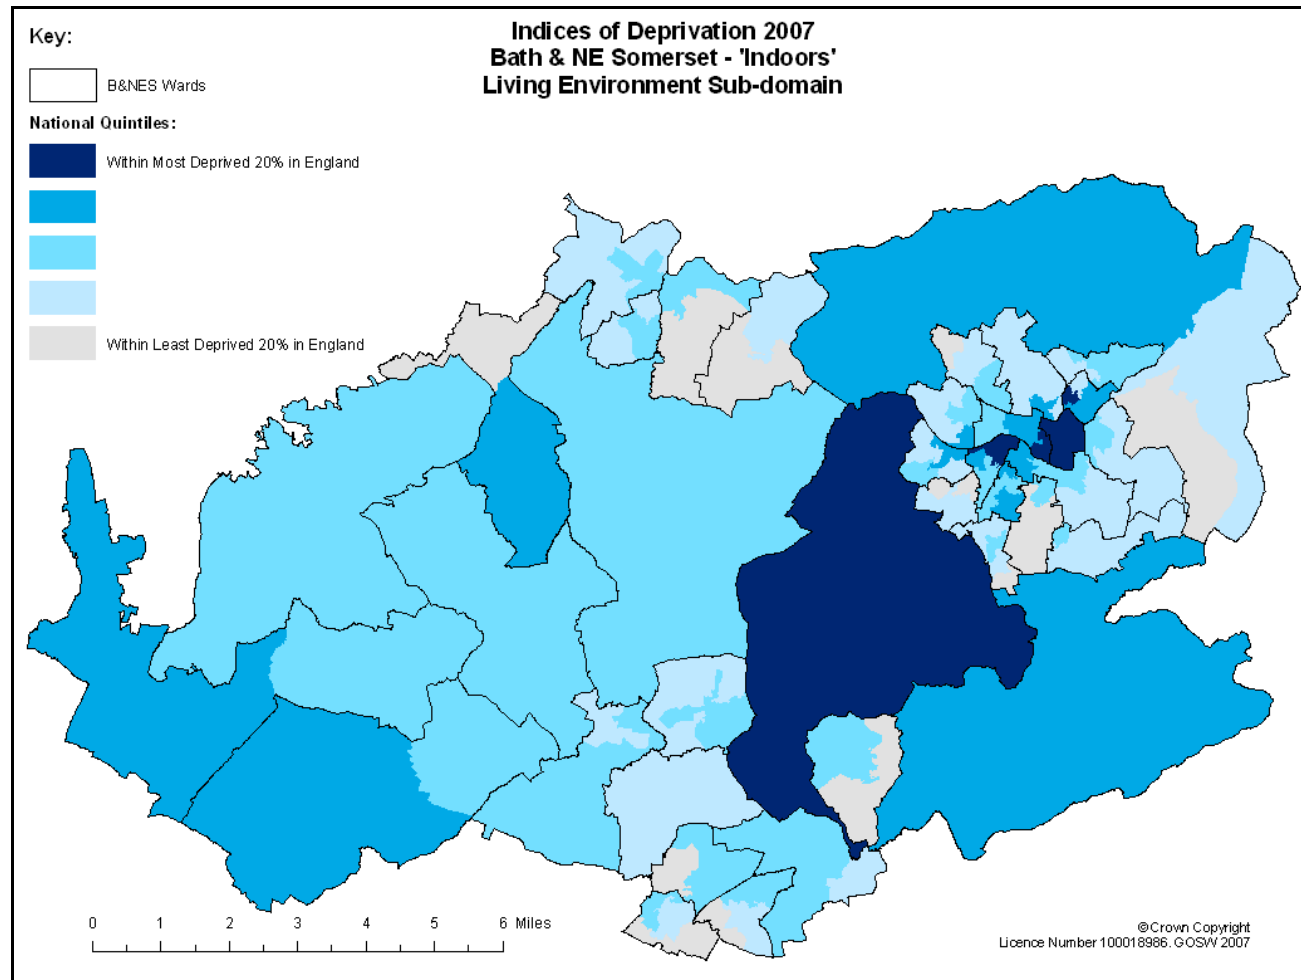 Indices of Deprivation 2007
Bath & NE Somerset - 'Indoors'
Living Environment Sub-domain
Key:
B&NES Wards
National Quintiles:
Within Most Deprived 20% in England
Within Least Deprived 20% in England
0 1 2 3 4 5 6 Miles
©Crown Copyright
Licence Number 100018986. GOSW 2007